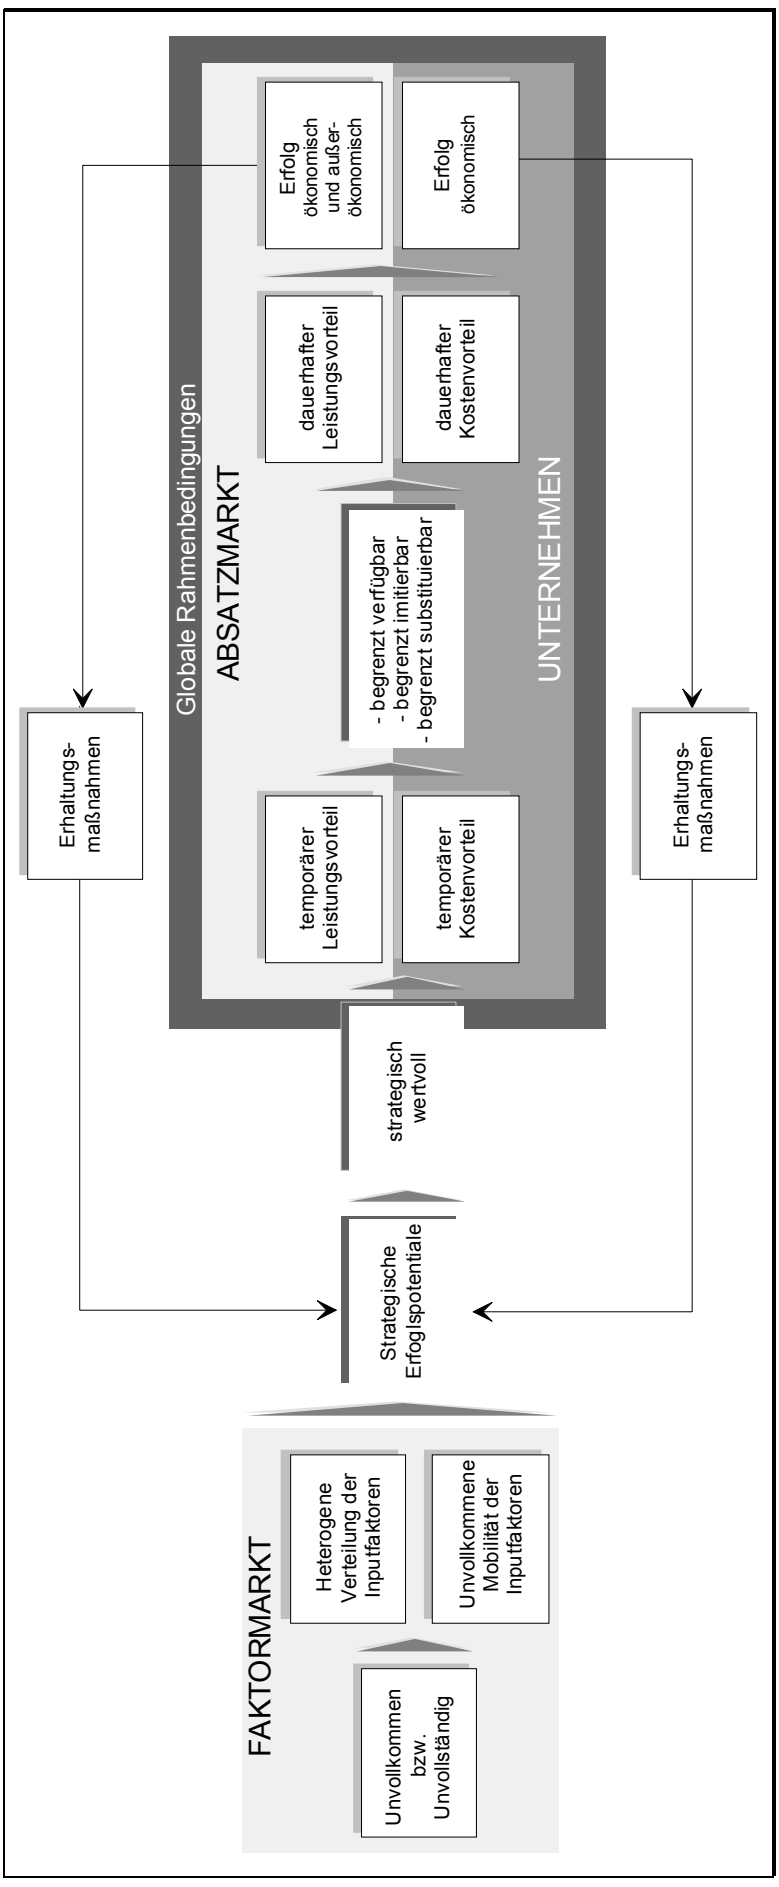 FAKTORMARKT
Unvollkommen
bzw.
Unvollständig
Heterogene
Verteilung der
Inputfaktoren
Unvollkommene
Mobilität der
Inputfaktoren
Strategische
Erfoglspotentiale
strategisch
wertvoll
Globale Rahmenbedingungen
ABSATZMARKT
UNTERNEHMEN
temporärer
Leistungsvorteil
temporärer
Kostenvorteil
- begrenzt verfügbar
- begrenzt imitierbar
- begrenzt substituierbar
dauerhafter
Leistungsvorteil
dauerhafter
Kostenvorteil
Erfolg
ökonomisch
und außer-
ökonomisch
Erfolg
ökonomisch
Erhaltungs-
maßnahmen
Erhaltungs-
maßnahmen